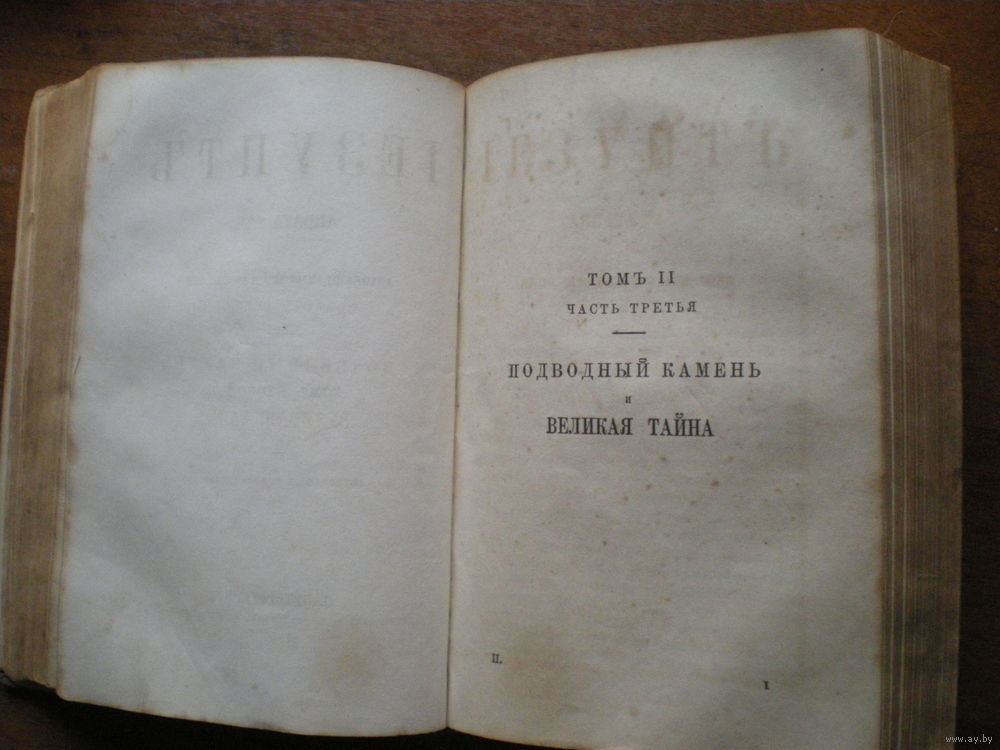 ТОМЪ II
ЧАСТЬ ТРЕТЬЯ
ПОДВОДНЫЙ КАМЕНЬ
И
ВЕЛИКАЯ ТАЙНА
II.
1
www.ay.by